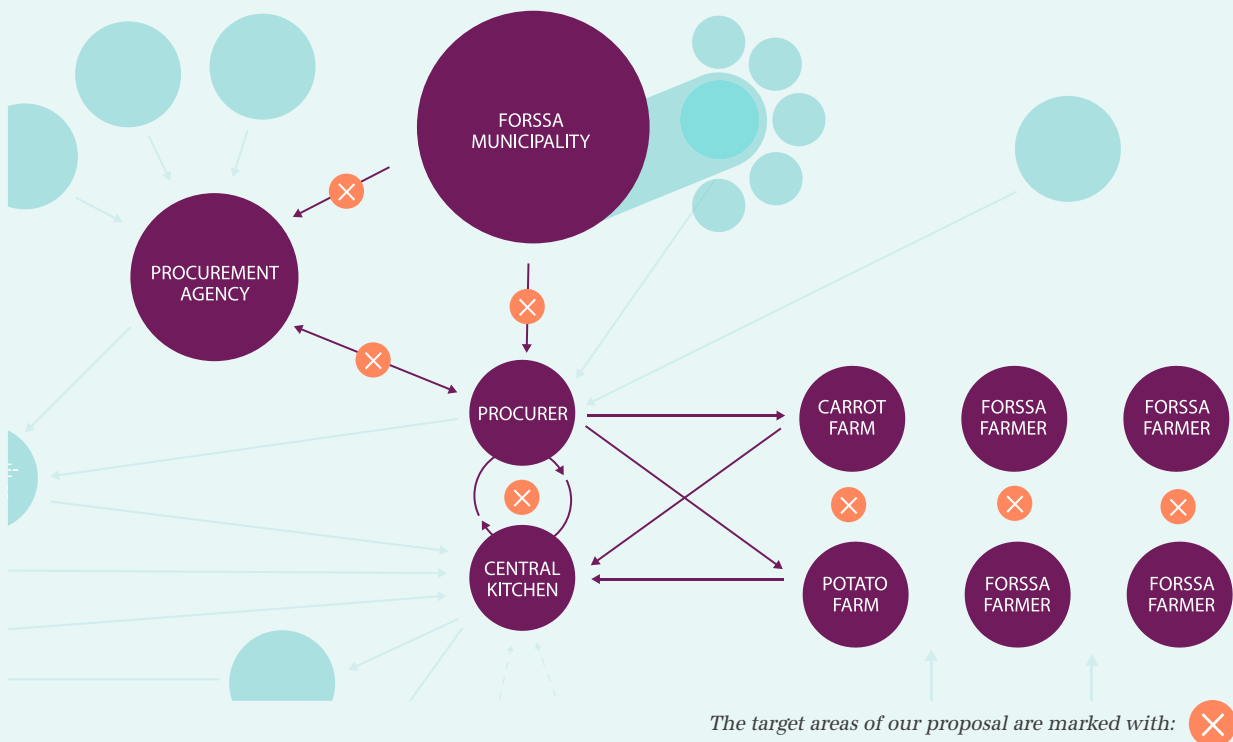 FORSSA
MUNICIPALITY
PROCUREMENT
AGENCY
PROCURER
CARROT
FARM
FORSSA
FARMER
FORSSA
FARMER
CENTRAL
KITCHEN
POTATO
FARM
FORSSA
FARMER
FORSSA
FARMER
The target areas of our proposal are marked with: